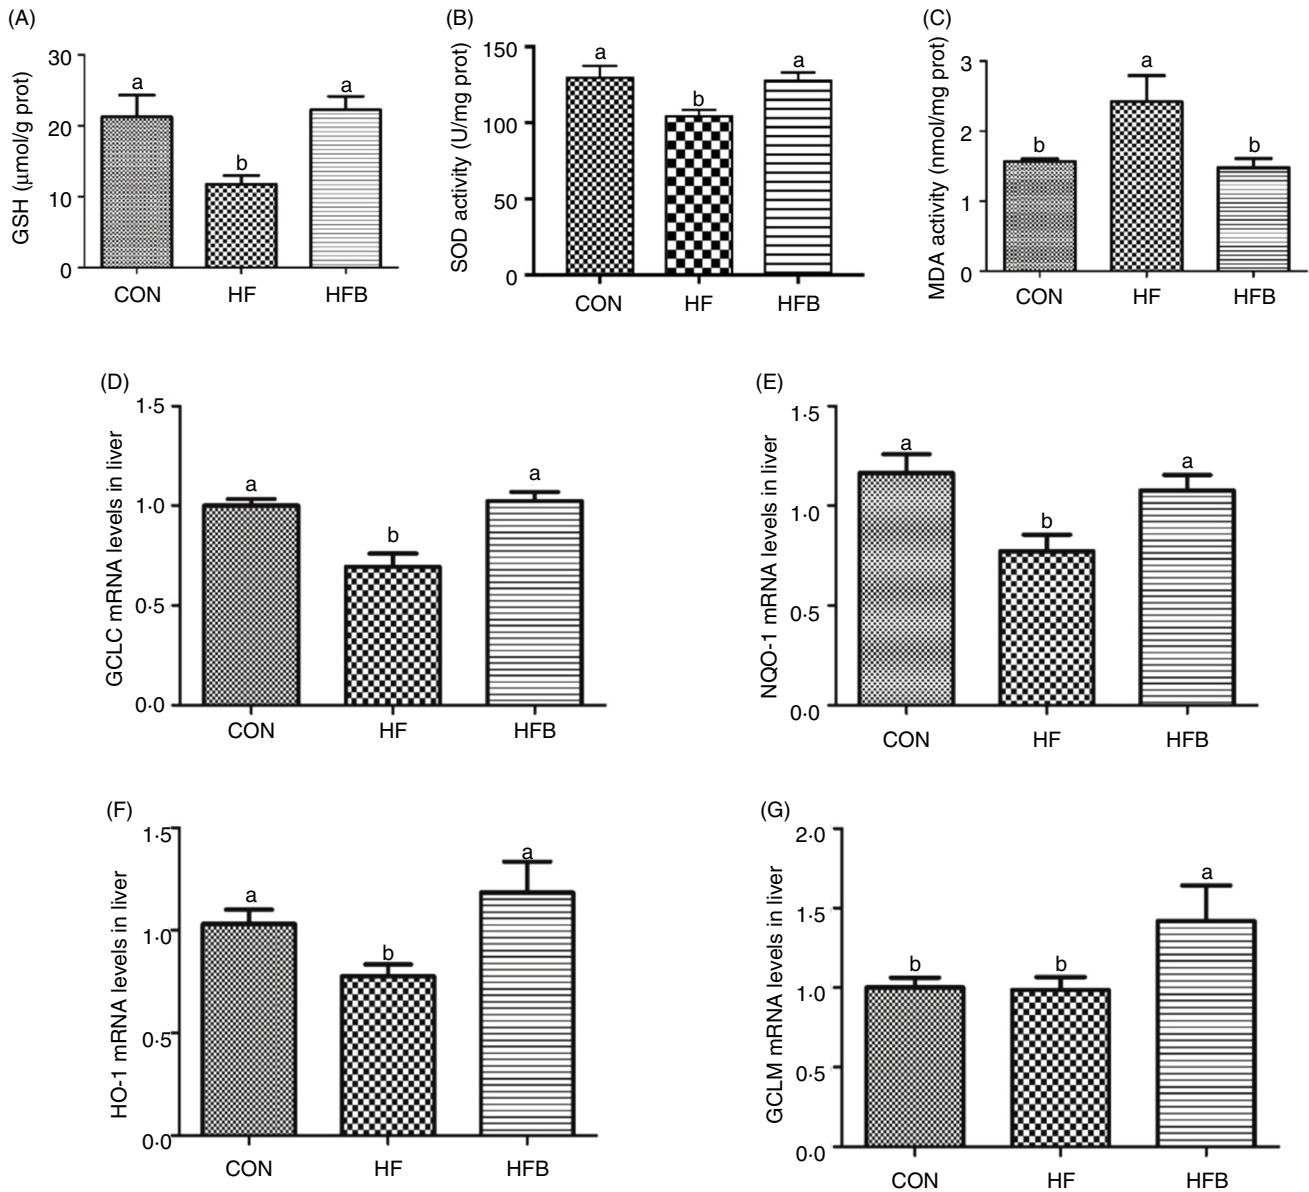 (A)
GSH (μmol/g prot)
30
20
10
0
a
b
a
CON
HF
HFB
(B)
SOD activity (U/mg prot)
150
100
50
0
a
b
a
CON
HF
HFB
(C)
MDA activity (nmol/mg prot)
3
2
1
0
b
a
b
CON
HF
HFB
(D)
GCLC mRNA levels in liver
1·5
1·0
0·5
0·0
a
b
a
CON
HF
HFB
(E)
NQO-1 mRNA levels in liver
1·5
1·0
0·5
0·0
a
b
a
CON
HF
HFB
(F)
HO-1 mRNA levels in liver
1·5
1·0
0·5
0·0
a
b
a
CON
HF
HFB
(G)
GCLM mRNA levels in liver
2·0
1·5
1·0
0·5
0·0
b
b
a
CON
HF
HFB